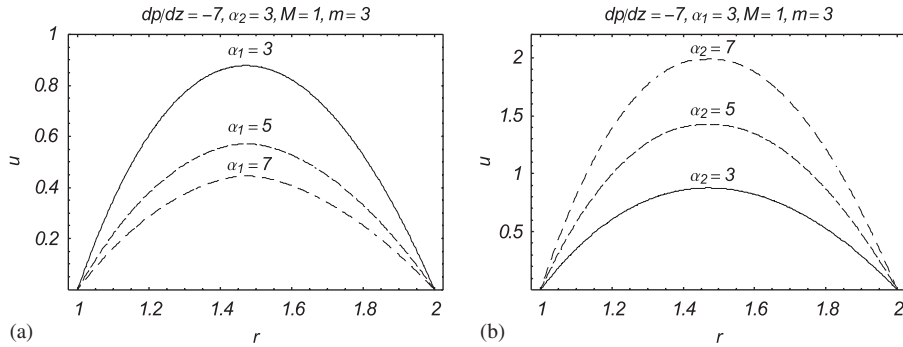 dp/dz = −7, α₂ = 3, M = 1, m = 3
1
0.8
0.6
0.4
0.2
u
α₁ = 3
α₁ = 5
α₁ = 7
1 1.2 1.4 1.6 1.8 2
r
(a)
dp/dz = −7, α₁ = 3, M = 1, m = 3
2
1.5
1
0.5
u
α₂ = 7
α₂ = 5
α₂ = 3
1 1.2 1.4 1.6 1.8 2
r
(b)